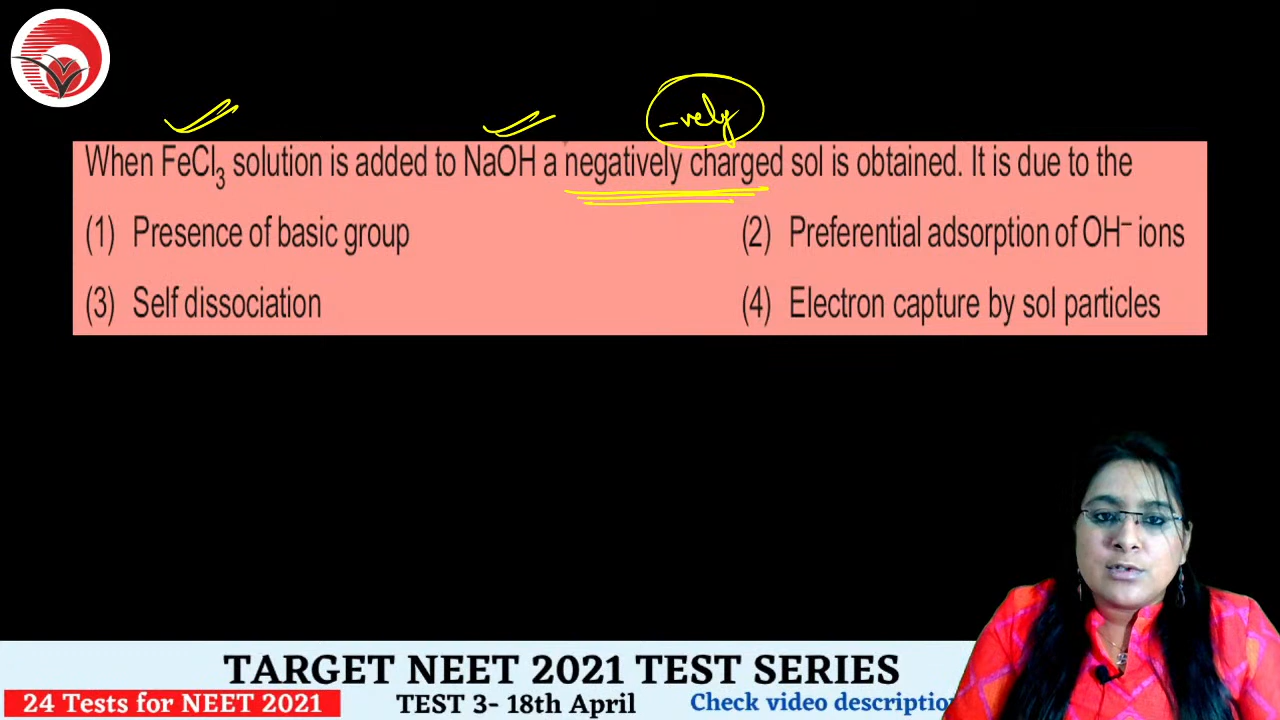 -vely
When FeCl₃ solution is added to NaOH a negatively charged sol is obtained. It is due to the
(1) Presence of basic group
(2) Preferential adsorption of OH⁻ ions
(3) Self dissociation
(4) Electron capture by sol particles
TARGET NEET 2021 TEST SERIES
24 Tests for NEET 2021 TEST 3- 18th April Check video description